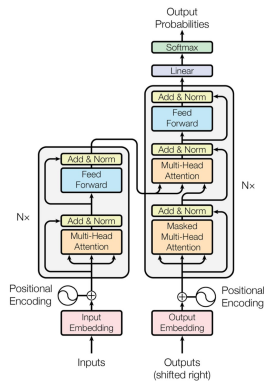 Output
Probabilities
Softmax
Linear
Add & Norm
Feed
Forward
Add & Norm
Multi-Head
Attention
Add & Norm
Masked
Multi-Head
Attention
Nx
Positional
Encoding
Output
Embedding
Outputs
(shifted right)
Add & Norm
Feed
Forward
Add & Norm
Multi-Head
Attention
Nx
Positional
Encoding
Input
Embedding
Inputs